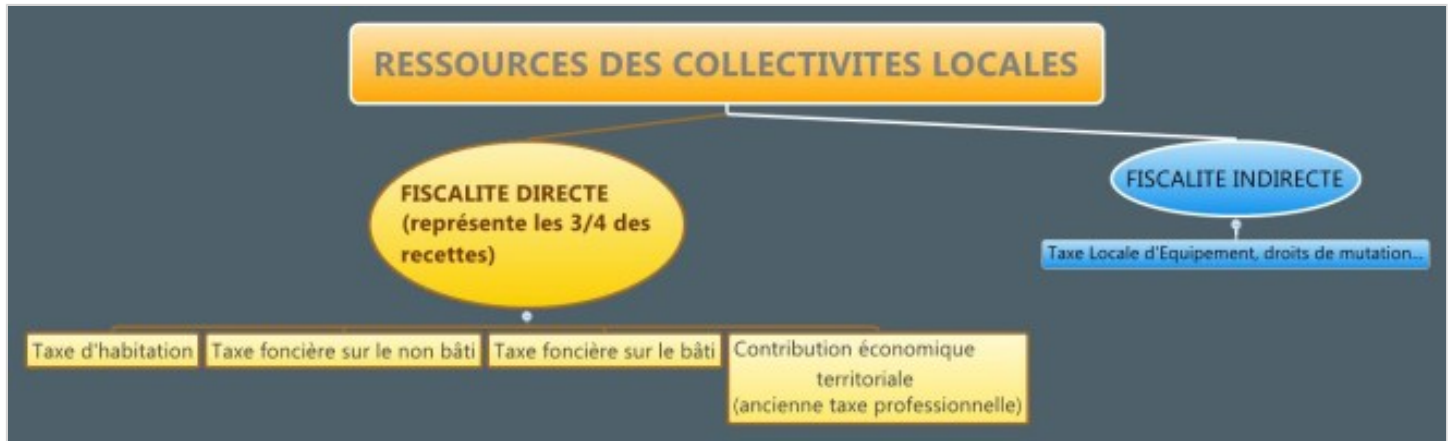 RESSOURCES DES COLLECTIVITES LOCALES
FISCALITE DIRECTE
(représente les 3/4 des
recettes)
FISCALITE INDIRECTE
Taxe Locale d'Equipement, droits de mutation...
Taxe d'habitation
Taxe foncière sur le non bâti
Taxe foncière sur le bâti
Contribution économique
territoriale
(ancienne taxe professionnelle)